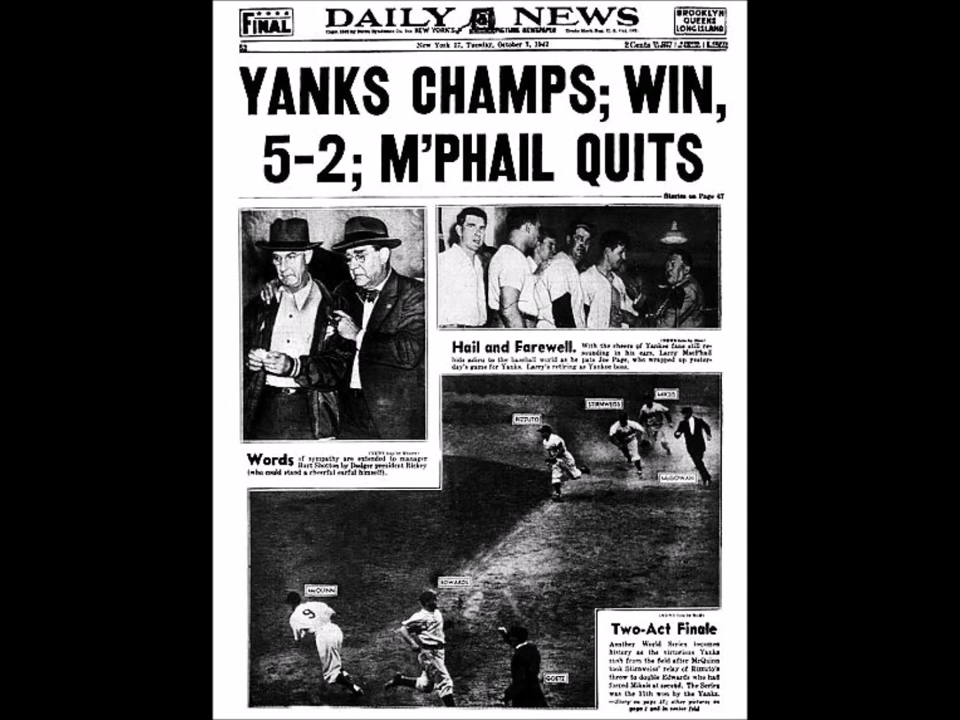 FINAL
DAILY NEWS
NEW YORK'S PICTURE NEWSPAPER
BROOKLYN
QUEENS
LONG ISLAND
New York 17, Tuesday, October 7, 1947
YANKS CHAMPS; WIN,
5-2; M'PHAIL QUITS
Stories on Page 47
Hail and Farewell. With the cheers of Yankee fans still re-
sounding in his ears, Larry MacPhail
bids adieu to the baseball world as he pats Joe Page, who wrapped up yester-
day's game for Yanks. Larry's retiring as Yankee boss.
Words of sympathy are extended to manager
Burt Shotton by Dodger president Rickey
(who could stand a cheerful earful himself).
RIZZUTO
STIRNWEISS
MIKSIS
McGOWAN
McQUINN
EDWARDS
GOETZ
Two-Act Finale
Another World Series becomes
history as the victorious Yanks
trot from the field after McQuinn
took Stirnweiss' relay of Rizzuto's
throw to double Edwards who had
forced Miksis at second. The Series
was the 11th won by the Yanks.